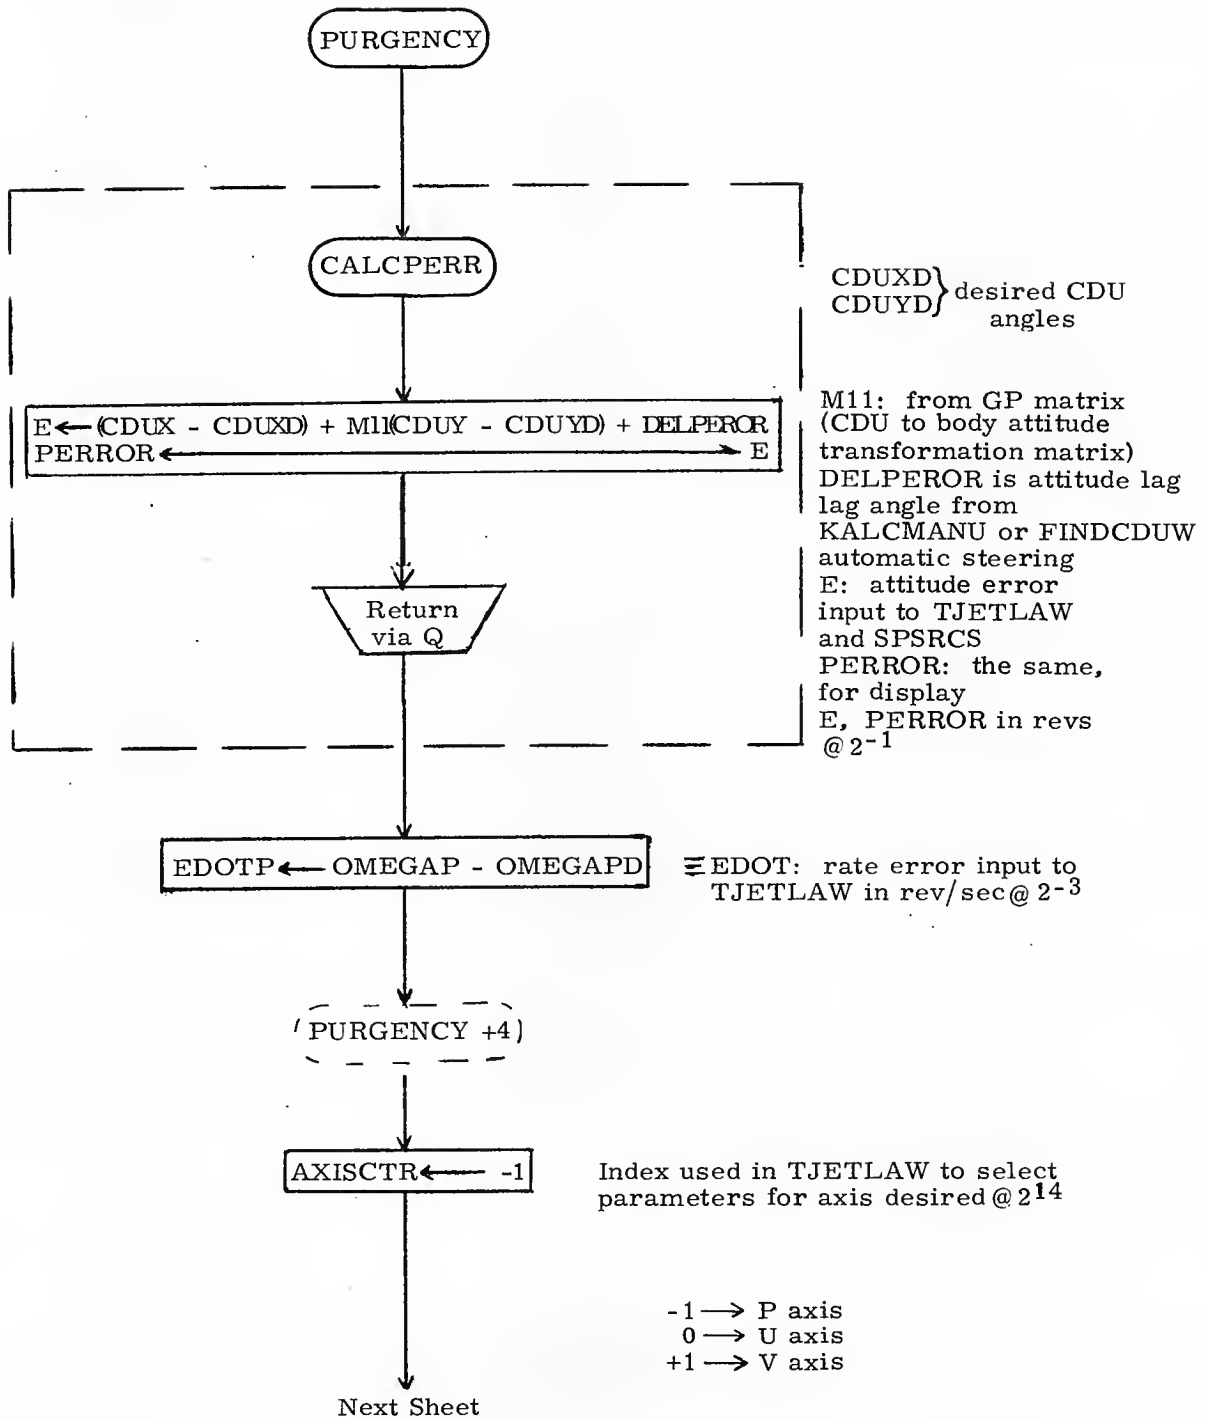 PURGENCY
CALCPERR
CDUXD
CDUYD} desired CDU
angles
E← (CDUX - CDUXD) + M11(CDUY - CDUYD) + DELPEROR
PERROR↔E
M11: from GP matrix
(CDU to body attitude
transformation matrix)
DELPEROR is attitude lag
lag angle from
KALCMANU or FINDCDUW
automatic steering
E: attitude error
input to TJETLAW
and SPSRCS
PERROR: the same,
for display
E, PERROR in revs
@ 2⁻¹
Return
via Q
EDOTP← OMEGAP - OMEGAPD
≡EDOT: rate error input to
TJETLAW in rev/sec@ 2⁻³
(PURGENCY +4)
AXISCTR← -1
Index used in TJETLAW to select
parameters for axis desired@ 2¹⁴
-1→ P axis
0→ U axis
+1→ V axis
Next Sheet